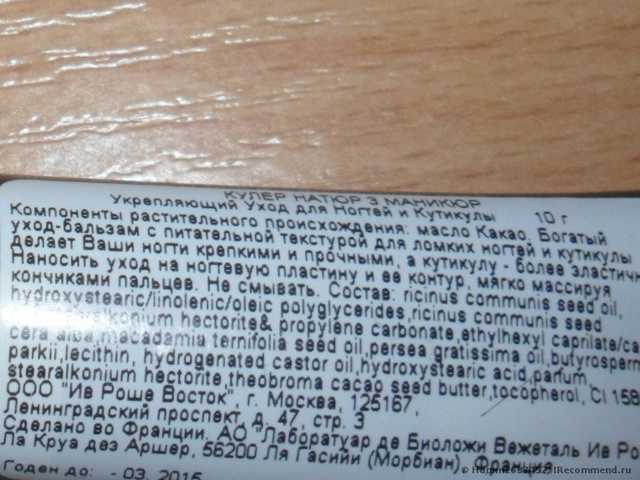 КУЛЕР НАТЮР 3 МАНИКЮР
Укрепляющий Уход для Ногтей и Кутикулы 10 г
Компоненты растительного происхождения: масло Какао. Богатый
уход-бальзам с питательной текстурой для ломких ногтей и кутикулы
делает Ваши ногти крепкими и прочными, а кутикулу - более эластичн
Наносить уход на ногтевую пластину и ее контур, мягко массируя
кончиками пальцев. Не смывать. Состав: ricinus communis seed oil,
hydroxystearic/linolenic/oleic polyglycerides,ricinus communis seed
hectorite& propylene carbonate,ethylhexyl caprilate/ca
cera alba,macadamia ternifolia seed oil,persea gratissima oil,butyrosperm
parkii,lecithin, hydrogenated castor oil,hydroxystearic acid,parfum,
stearalkonium hectorite,theobroma cacao seed butter,tocopherol, CI 158
ООО "Ив Роше Восток", г. Москва, 125167,
Ленинградский проспект, д. 47, стр. 3
Сделано во Франции. АО "Лаборатуар де Биоложи Вежеталь Ив Ро
Ла Круа дез Аршер, 56200 Ля Гасийи (Морбиан), Франция
Годен до: - 03. 2015
IRecommend.ru